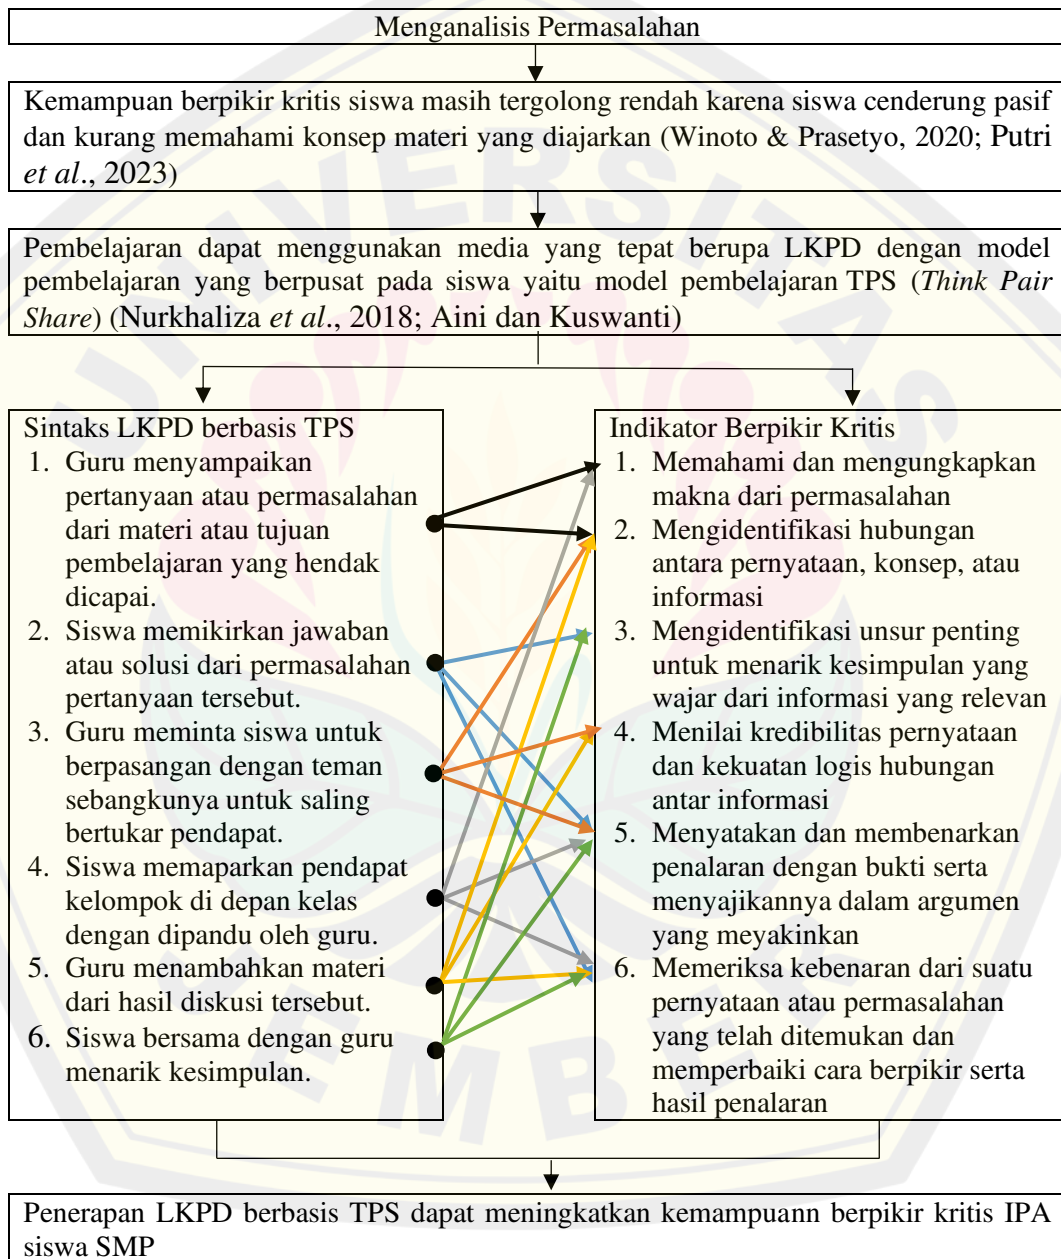 Menganalisis Permasalahan
Kemampuan berpikir kritis siswa masih tergolong rendah karena siswa cenderung pasif
dan kurang memahami konsep materi yang diajarkan (Winoto & Prasetyo, 2020; Putri
et al., 2023)
Pembelajaran dapat menggunakan media yang tepat berupa LKPD dengan model
pembelajaran yang berpusat pada siswa yaitu model pembelajaran TPS (Think Pair
Share) (Nurkhaliza et al., 2018; Aini dan Kuswanti)
Sintaks LKPD berbasis TPS
1. Guru menyampaikan
pertanyaan atau permasalahan
dari materi atau tujuan
pembelajaran yang hendak
dicapai.
2. Siswa memikirkan jawaban
atau solusi dari permasalahan
pertanyaan tersebut.
3. Guru meminta siswa untuk
berpasangan dengan teman
sebangkunya untuk saling
bertukar pendapat.
4. Siswa memaparkan pendapat
kelompok di depan kelas
dengan dipandu oleh guru.
5. Guru menambahkan materi
dari hasil diskusi tersebut.
6. Siswa bersama dengan guru
menarik kesimpulan.
Indikator Berpikir Kritis
1. Memahami dan mengungkapkan
makna dari permasalahan
2. Mengidentifikasi hubungan
antara pernyataan, konsep, atau
informasi
3. Mengidentifikasi unsur penting
untuk menarik kesimpulan yang
wajar dari informasi yang relevan
4. Menilai kredibilitas pernyataan
dan kekuatan logis hubungan
antar informasi
5. Menyatakan dan membenarkan
penalaran dengan bukti serta
menyajikannya dalam argumen
yang meyakinkan
6. Memeriksa kebenaran dari suatu
pernyataan atau permasalahan
yang telah ditemukan dan
memperbaiki cara berpikir serta
hasil penalaran
Penerapan LKPD berbasis TPS dapat meningkatkan kemampuann berpikir kritis IPA
siswa SMP
UNIVERSITAS
JEMBER